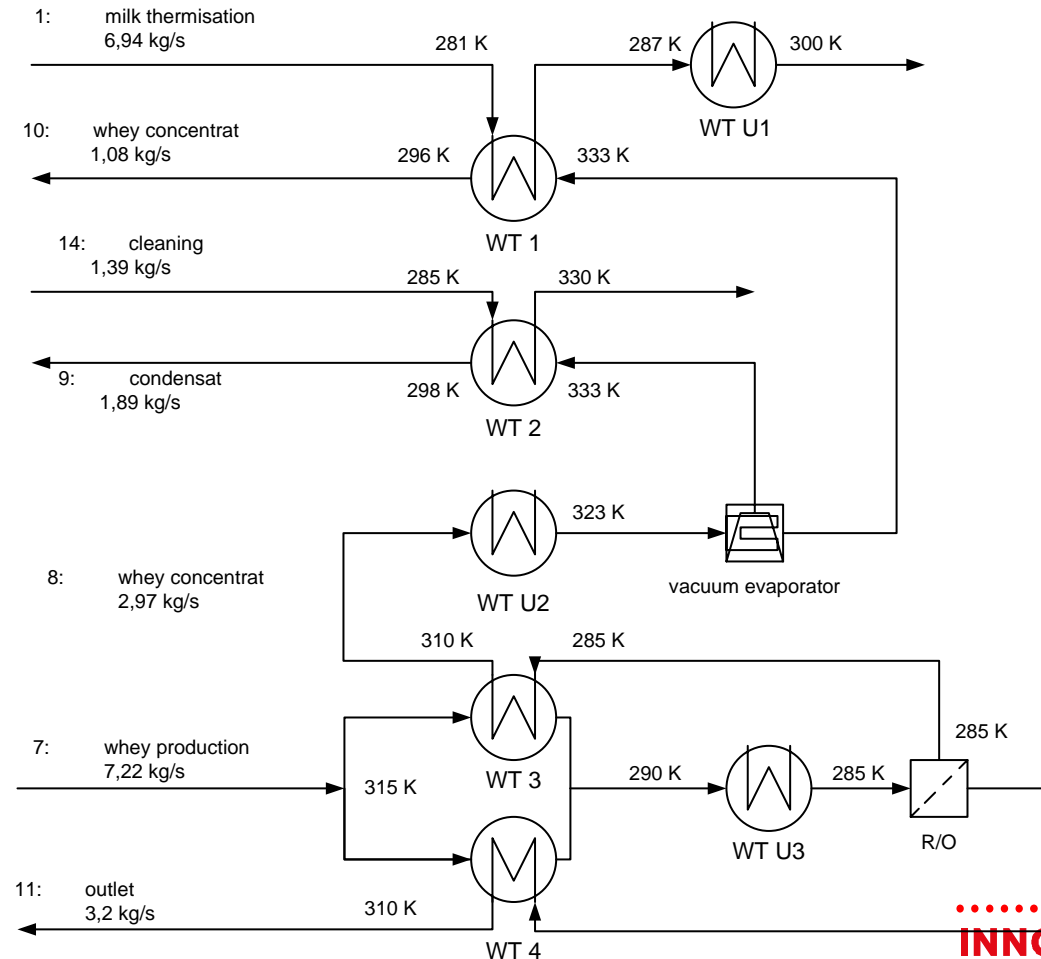 1: milk thermisation
6,94 kg/s
281 K
287 K
300 K
WT U1
10: whey concentrat
1,08 kg/s
296 K
333 K
WT 1
14: cleaning
1,39 kg/s
285 K
330 K
9: condensat
1,89 kg/s
298 K
333 K
WT 2
323 K
8: whey concentrat
2,97 kg/s
WT U2
vacuum evaporator
310 K
285 K
7: whey production
7,22 kg/s
315 K
WT 3
290 K
285 K
285 K
WT U3
R/O
11: outlet
3,2 kg/s
310 K
WT 4
INNO